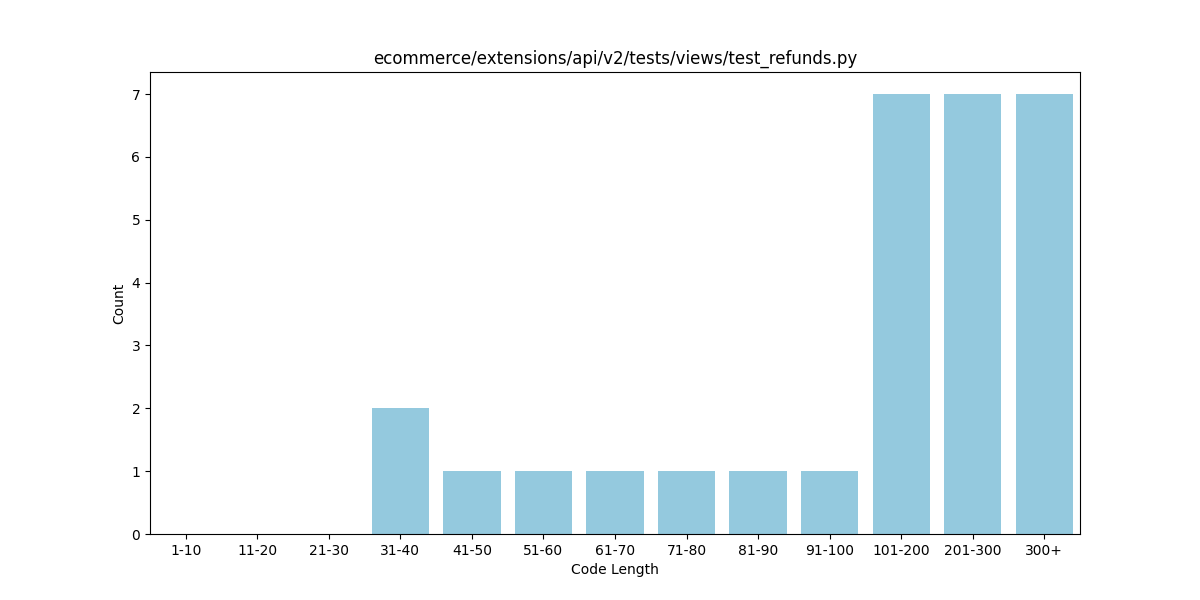 ecommerce/extensions/api/v2/tests/views/test_refunds.py
7
6
5
4
3
2
1
0
Count
1-10 11-20 21-30 31-40 41-50 51-60 61-70 71-80 81-90 91-100 101-200 201-300 300+
Code Length